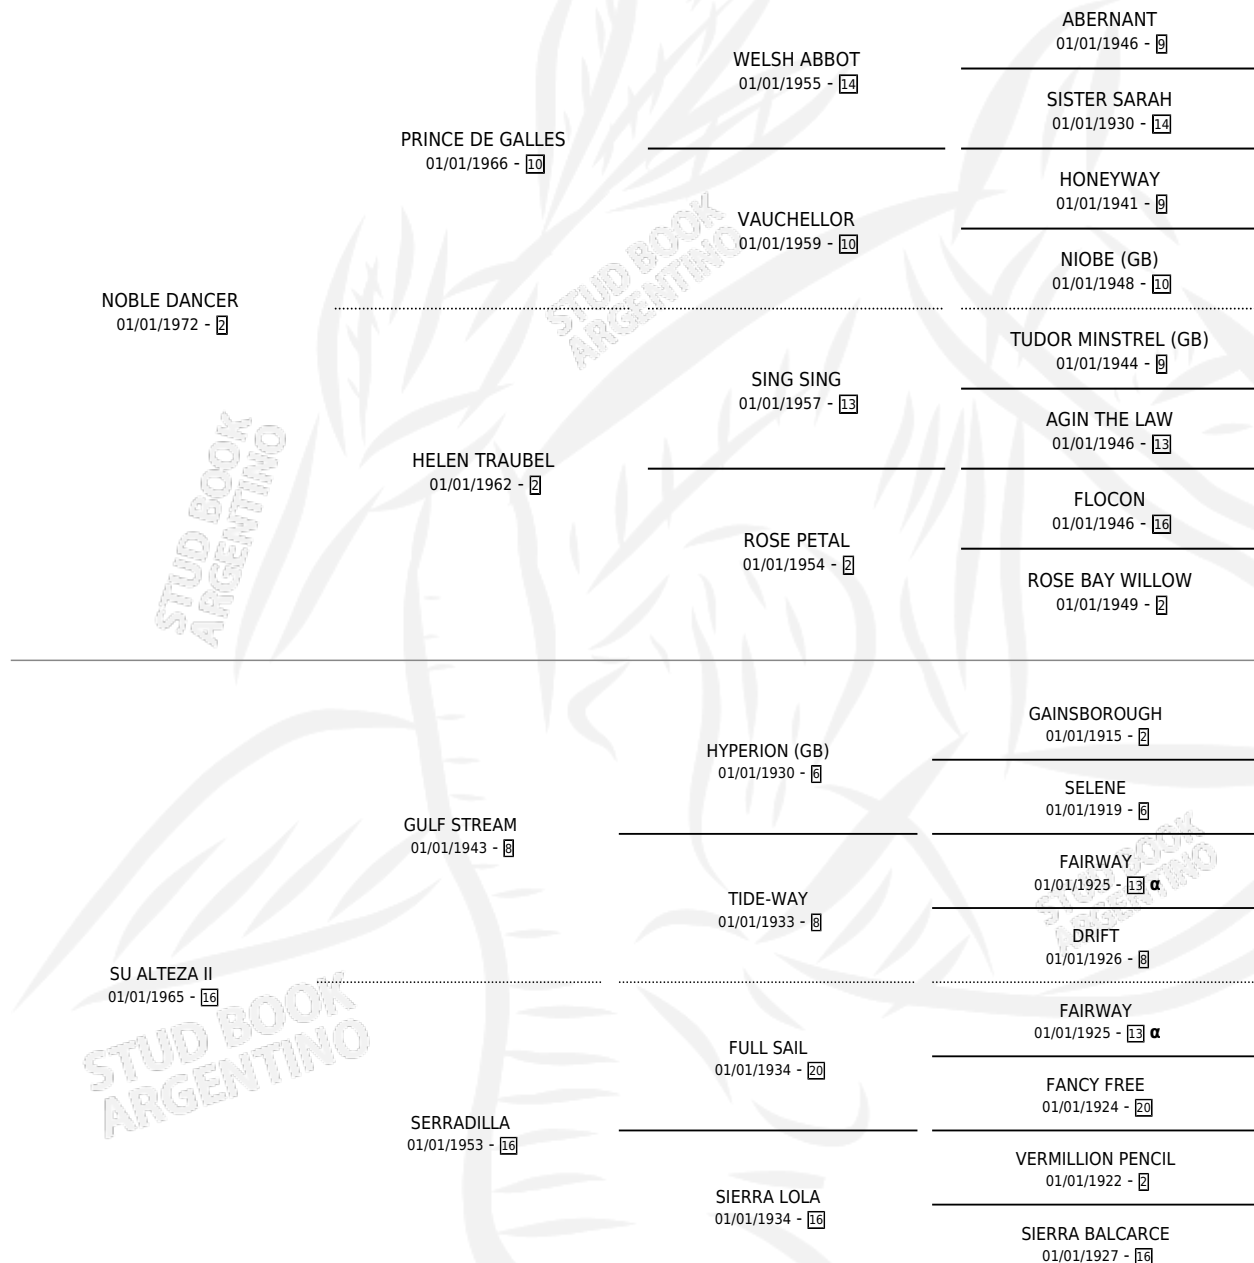 ABERNANT
01/01/1946 - 9
WELSH ABBOT
01/01/1955 - 14
SISTER SARAH
01/01/1930 - 14
PRINCE DE GALLES
01/01/1966 - 10
HONEYWAY
01/01/1941 - 9
VAUCHELLOR
01/01/1959 - 10
NIOBE (GB)
01/01/1948 - 10
NOBLE DANCER
01/01/1972 - 2
TUDOR MINSTREL (GB)
01/01/1944 - 9
SING SING
01/01/1957 - 13
AGIN THE LAW
01/01/1946 - 13
HELEN TRAUBEL
01/01/1962 - 2
FLOCON
01/01/1946 - 16
ROSE PETAL
01/01/1954 - 2
ROSE BAY WILLOW
01/01/1949 - 2
GAINSBOROUGH
01/01/1915 - 2
HYPERION (GB)
01/01/1930 - 6
SELENE
01/01/1919 - 6
GULF STREAM
01/01/1943 - 8
FAIRWAY
01/01/1925 - 13 α
TIDE-WAY
01/01/1933 - 8
DRIFT
01/01/1926 - 8
SU ALTEZA II
01/01/1965 - 16
FAIRWAY
01/01/1925 - 13 α
FULL SAIL
01/01/1934 - 20
FANCY FREE
01/01/1924 - 20
SERRADILLA
01/01/1953 - 16
VERMILLION PENCIL
01/01/1922 - 2
SIERRA LOLA
01/01/1934 - 16
SIERRA BALCARCE
01/01/1927 - 16
STUD BOOK
ARGENTINO
STUD BOOK
ARGENTINO
STUD BOOK
ARGENTINO
STUD BOOK
ARGENTINO